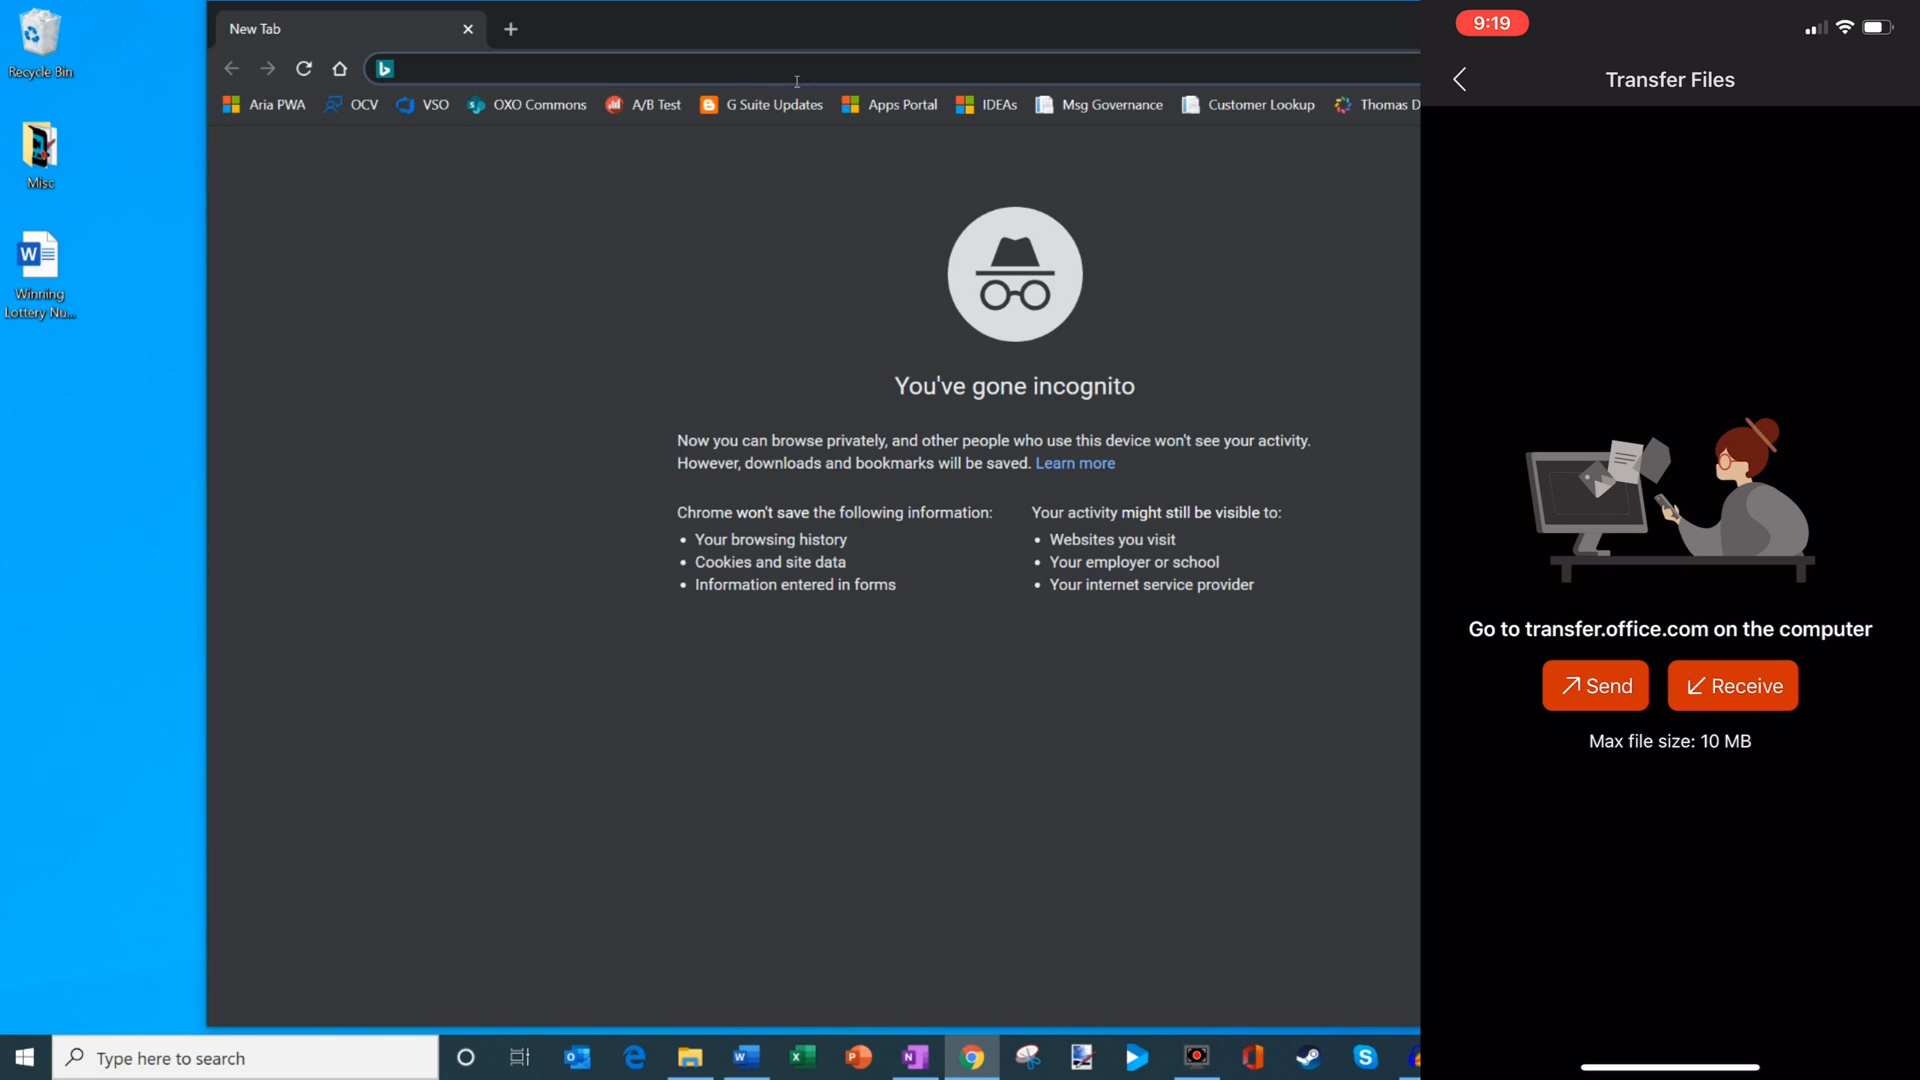 Recycle Bin
Misc
Winning
Lottery Nu...
New Tab
Aria PWA OCV VSO OXO Commons A/B Test G Suite Updates Apps Portal IDEAs Msg Governance Customer Lookup Thomas D
You've gone incognito
Now you can browse privately, and other people who use this device won't see your activity.
However, downloads and bookmarks will be saved. Learn more
Chrome won't save the following information:
• Your browsing history
• Cookies and site data
• Information entered in forms
Your activity might still be visible to:
• Websites you visit
• Your employer or school
• Your internet service provider
Type here to search
9:19
Transfer Files
Go to transfer.office.com on the computer
Send
Receive
Max file size: 10 MB